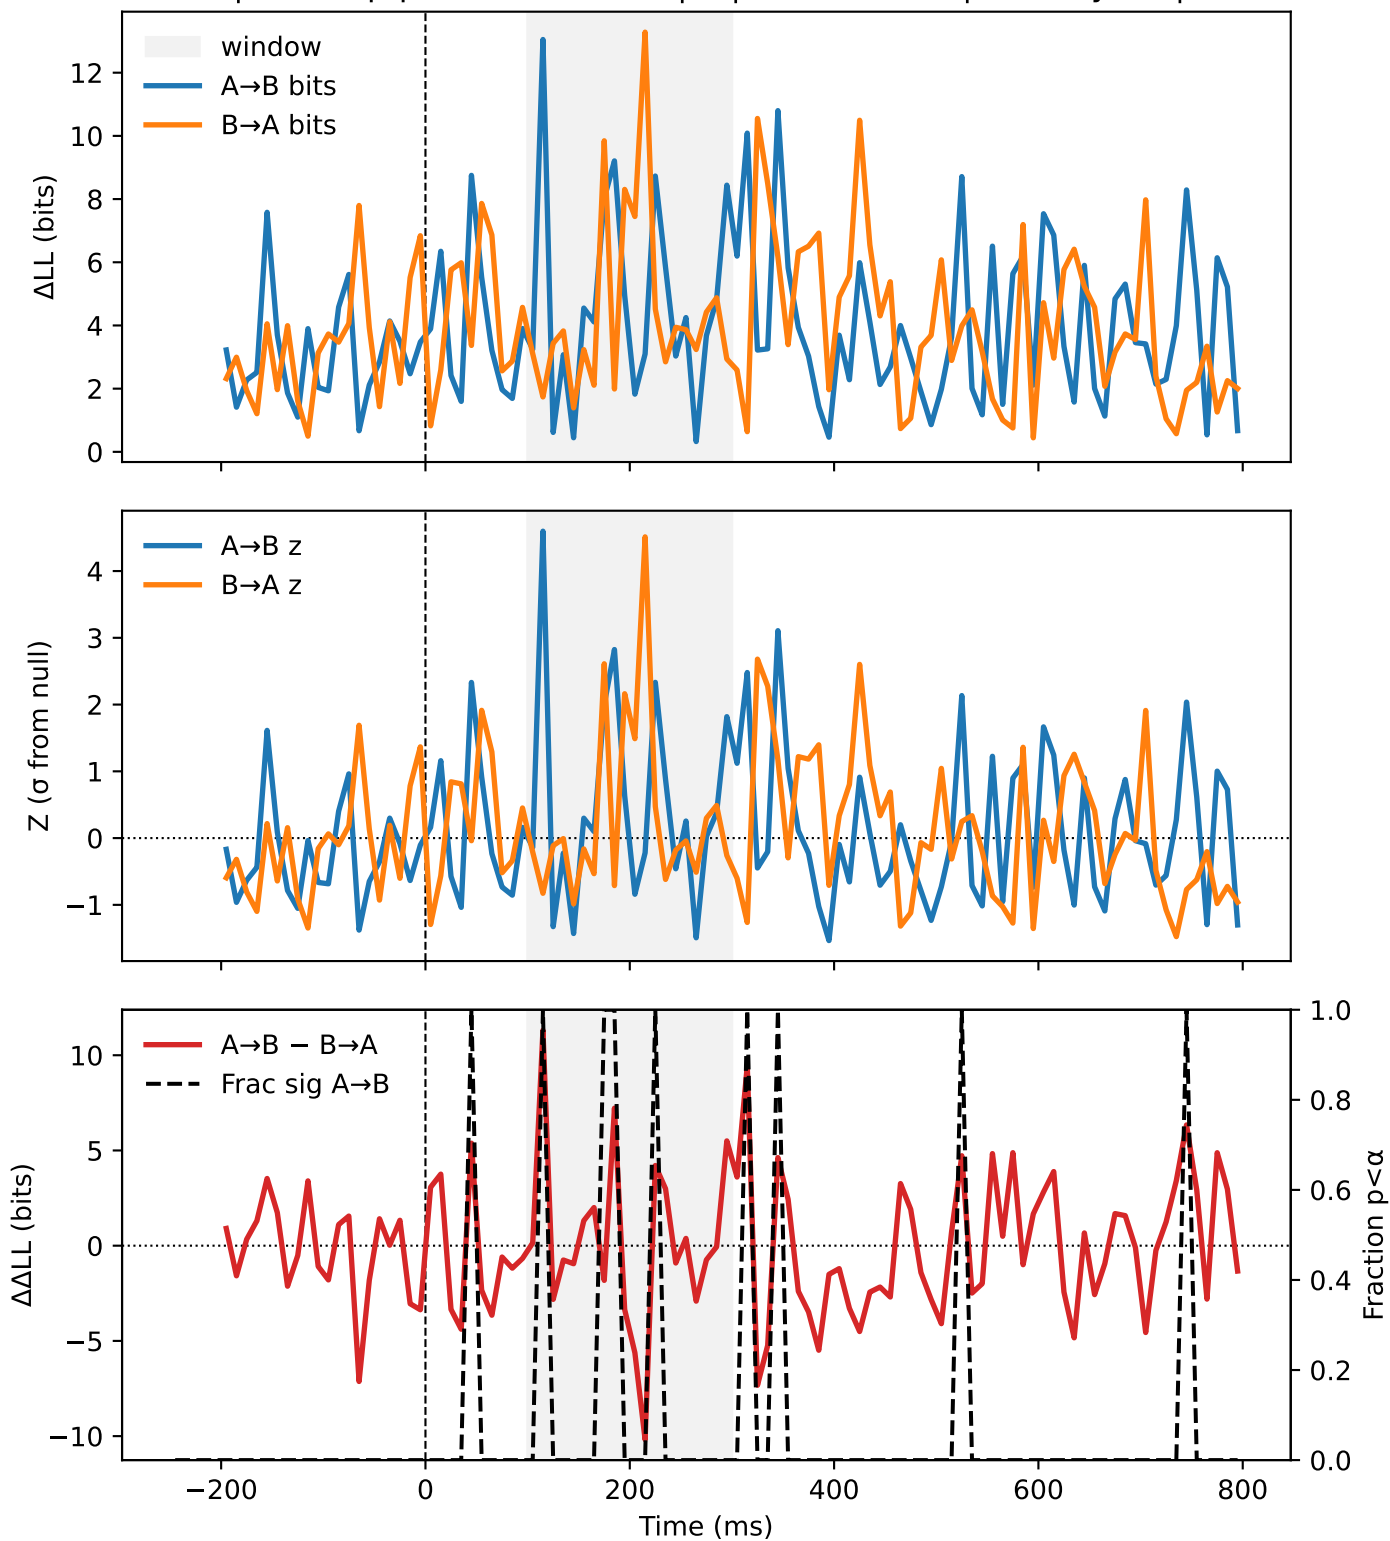 window
A→B bits
B→A bits
ΔLL (bits)
12
10
8
6
4
2
0
A→B z
B→A z
Z (σ from null)
4
3
2
1
0
−1
A→B − B→A
Frac sig A→B
ΔΔLL (bits)
10
5
0
−5
−10
1.0
0.8
0.6
0.4
0.2
0.0
Fraction p<α
−200
0
200
400
600
800
Time (ms)